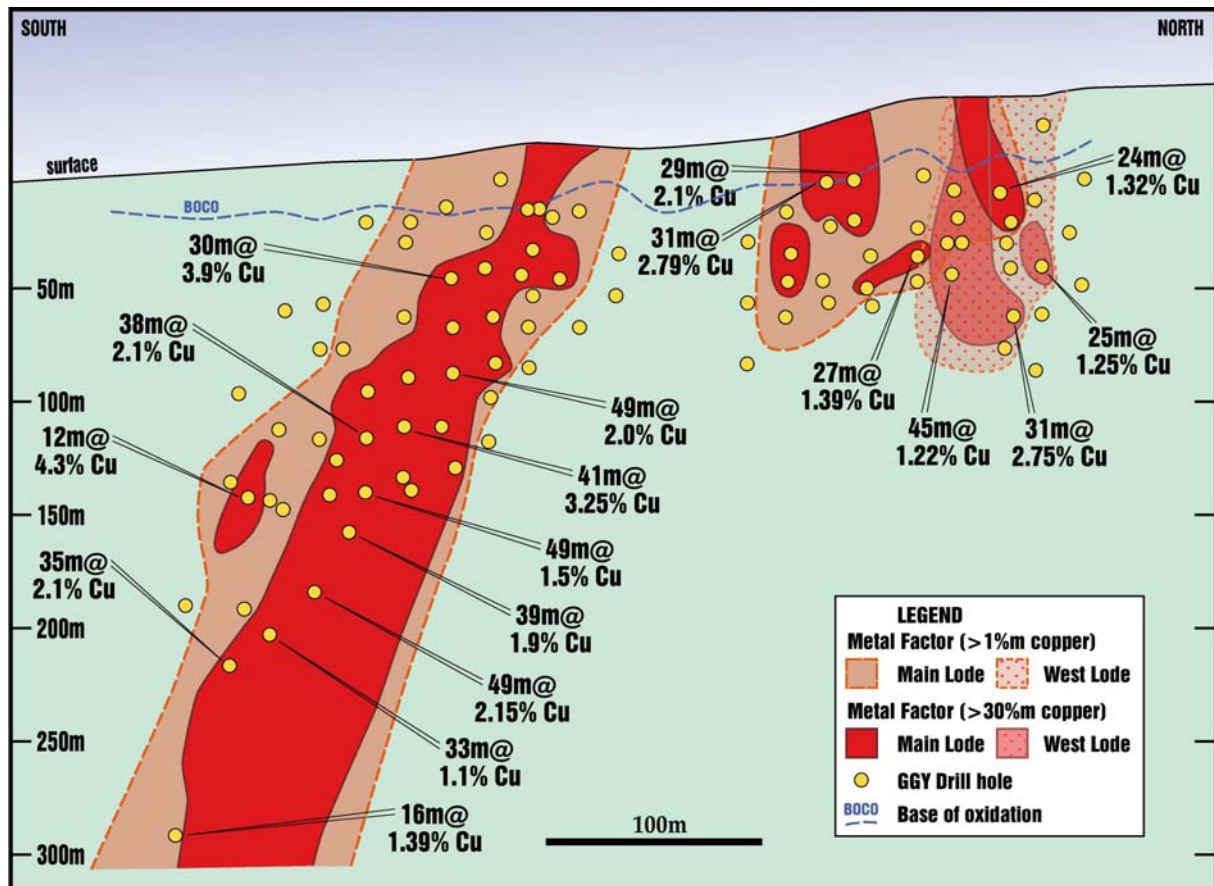 SOUTH
NORTH
surface
BOCO
50m
100m
150m
200m
250m
300m
30m@
3.9% Cu
38m@
2.1% Cu
12m@
4.3% Cu
35m@
2.1% Cu
49m@
2.0% Cu
41m@
3.25% Cu
49m@
1.5% Cu
39m@
1.9% Cu
49m@
2.15% Cu
33m@
1.1% Cu
16m@
1.39% Cu
29m@
2.1% Cu
31m@
2.79% Cu
24m@
1.32% Cu
27m@
1.39% Cu
45m@
1.22% Cu
31m@
2.75% Cu
25m@
1.25% Cu
100m
LEGEND
Metal Factor (>1%m copper)
Main Lode West Lode
Metal Factor (>30%m copper)
Main Lode West Lode
GGY Drill hole
BOCO Base of oxidation